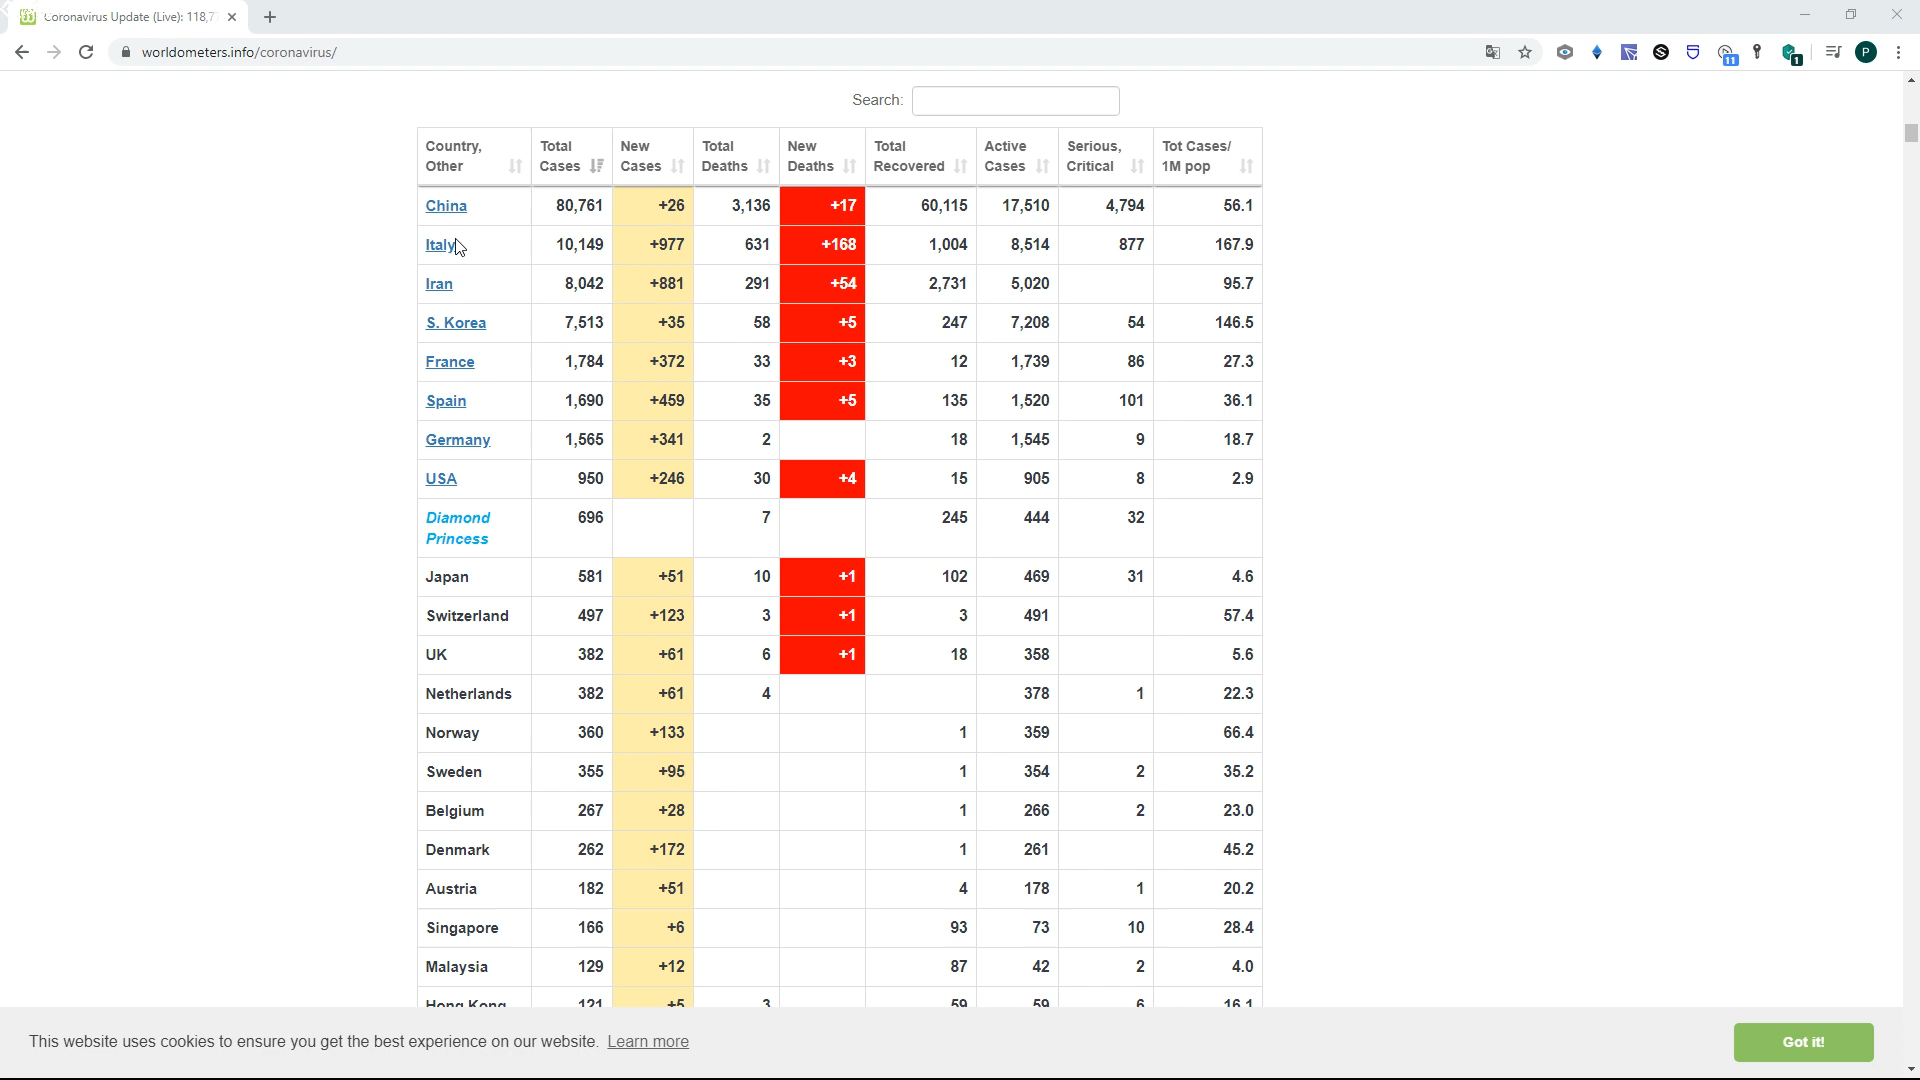 Coronavirus Update (Live): 118,7
worldometers.info/coronavirus/
11
1
P
Search:
Country, Other Total Cases New Cases Total Deaths New Deaths Total Recovered Active Cases Serious, Critical Tot Cases/ 1M pop
China 80,761 +26 3,136 +17 60,115 17,510 4,794 56.1
Italy 10,149 +977 631 +168 1,004 8,514 877 167.9
Iran 8,042 +881 291 +54 2,731 5,020 95.7
S. Korea 7,513 +35 58 +5 247 7,208 54 146.5
France 1,784 +372 33 +3 12 1,739 86 27.3
Spain 1,690 +459 35 +5 135 1,520 101 36.1
Germany 1,565 +341 2 18 1,545 9 18.7
USA 950 +246 30 +4 15 905 8 2.9
Diamond Princess 696 7 245 444 32
Japan 581 +51 10 +1 102 469 31 4.6
Switzerland 497 +123 3 +1 3 491 57.4
UK 382 +61 6 +1 18 358 5.6
Netherlands 382 +61 4 378 1 22.3
Norway 360 +133 1 359 66.4
Sweden 355 +95 1 354 2 35.2
Belgium 267 +28 1 266 2 23.0
Denmark 262 +172 1 261 45.2
Austria 182 +51 4 178 1 20.2
Singapore 166 +6 93 73 10 28.4
Malaysia 129 +12 87 42 2 4.0
Hong Kong 121 +5 3 59 59 6 16.1
This website uses cookies to ensure you get the best experience on our website. Learn more
Got it!